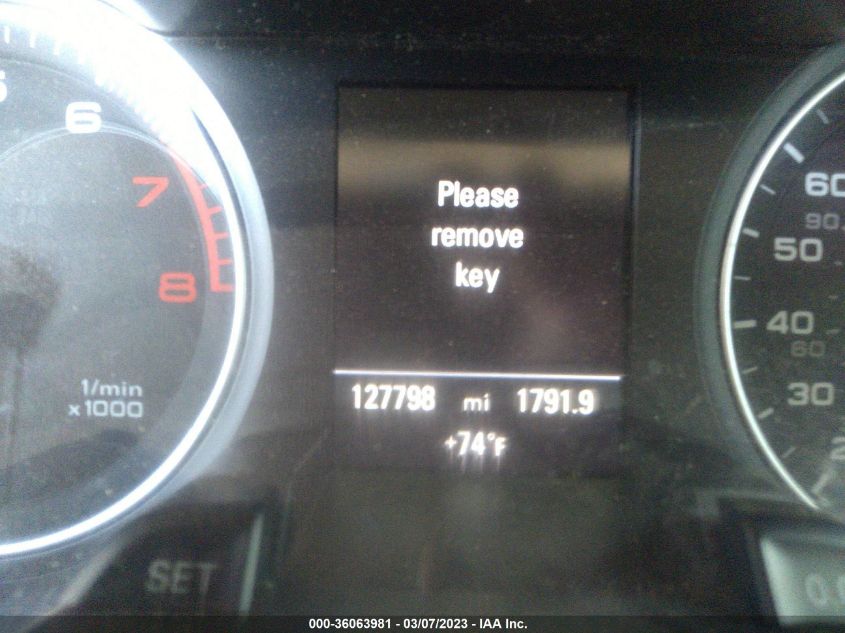 6
7
8
1/min
x1000
Please
remove
key
127798 mi 1791.9
+74°F
60
90
50
40
60
30
SET
000-36063981 - 03/07/2023 - IAA Inc.